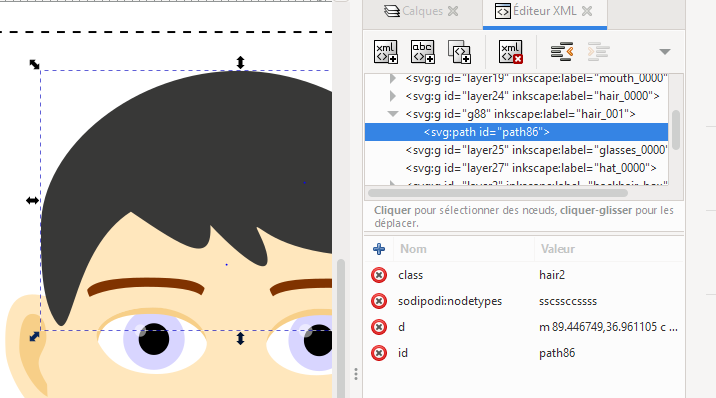 Calques
Éditeur XML
xml
abc
xml
<svg:g id="layer19" inkscape:label="mouth_0000">
<svg:g id="layer24" inkscape:label="hair_0000">
<svg:g id="g88" inkscape:label="hair_001">
<svg:path id="path86">
<svg:g id="layer25" inkscape:label="glasses_0000"
<svg:g id="layer27" inkscape:label="hat_0000">
Cliquer pour sélectionner des nœuds, cliquer-glisser pour les
déplacer.
Nom Valeur
class hair2
sodipodi:nodetypes sscssccssss
d m 89.446749,36.961105 c ...
id path86